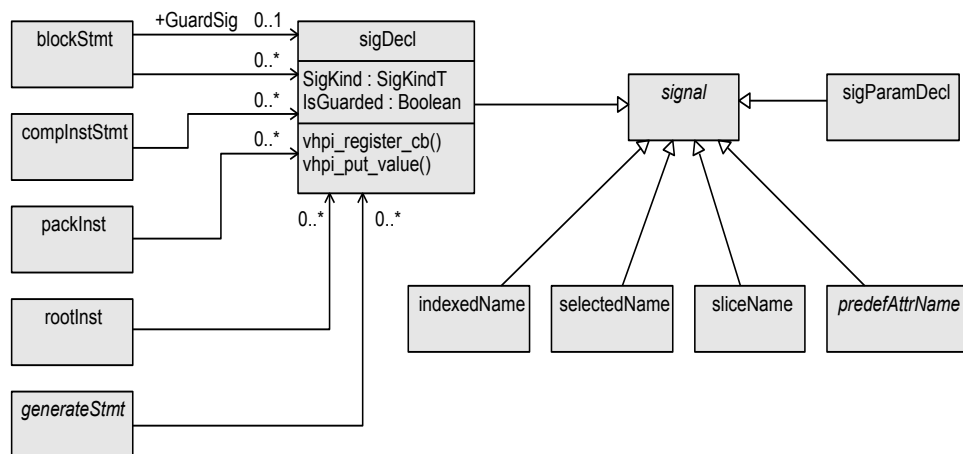 +GuardSig 0..1
blockStmt
sigDecl
0..*
SigKind : SigKindT
IsGuarded : Boolean
signal
sigParamDecl
0..*
compInstStmt
0..*
vhpi_register_cb()
vhpi_put_value()
packInst
0..* 0..*
indexedName
selectedName
sliceName
predefAttrName
rootInst
generateStmt